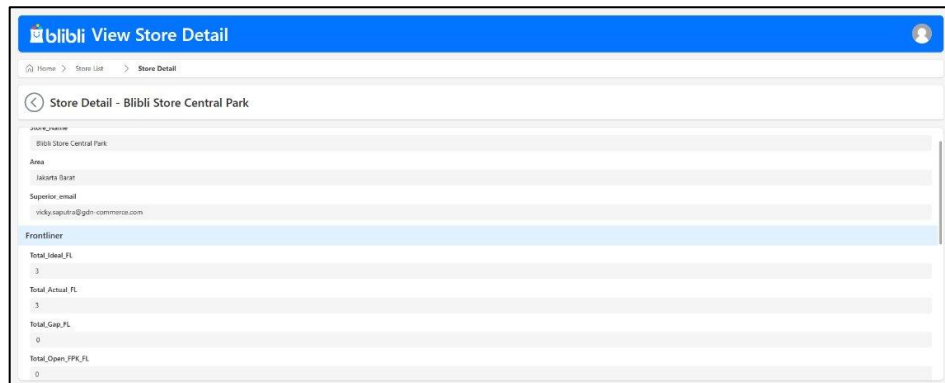 blibli View Store Detail
Home > Store List > Store Detail
Store Detail - Blibli Store Central Park
Store_Name
Blibli Store Central Park
Area
Jakarta Barat
Superior_email
vicky.saputra@gdn-commerce.com
Frontliner
Total_Ideal_FL
3
Total_Actual_FL
3
Total_Gap_FL
0
Total_Open_FPK_FL
0